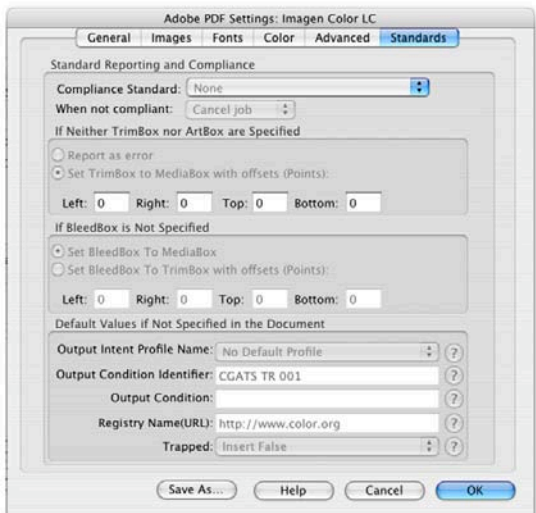 Adobe PDF Settings: Imagen Color LC
General Images Fonts Color Advanced Standards
Standard Reporting and Compliance
Compliance Standard: None
When not compliant: Cancel job
If Neither TrimBox nor ArtBox are Specified
Report as error
Set TrimBox to MediaBox with offsets (Points):
Left: 0 Right: 0 Top: 0 Bottom: 0
If BleedBox is Not Specified
Set BleedBox To MediaBox
Set BleedBox To TrimBox with offsets (Points):
Left: 0 Right: 0 Top: 0 Bottom: 0
Default Values if Not Specified in the Document
Output Intent Profile Name: No Default Profile ?
Output Condition Identifier: CGATS TR 001 ?
Output Condition: ?
Registry Name(URL): http://www.color.org ?
Trapped: Insert False ?
Save As... Help Cancel OK